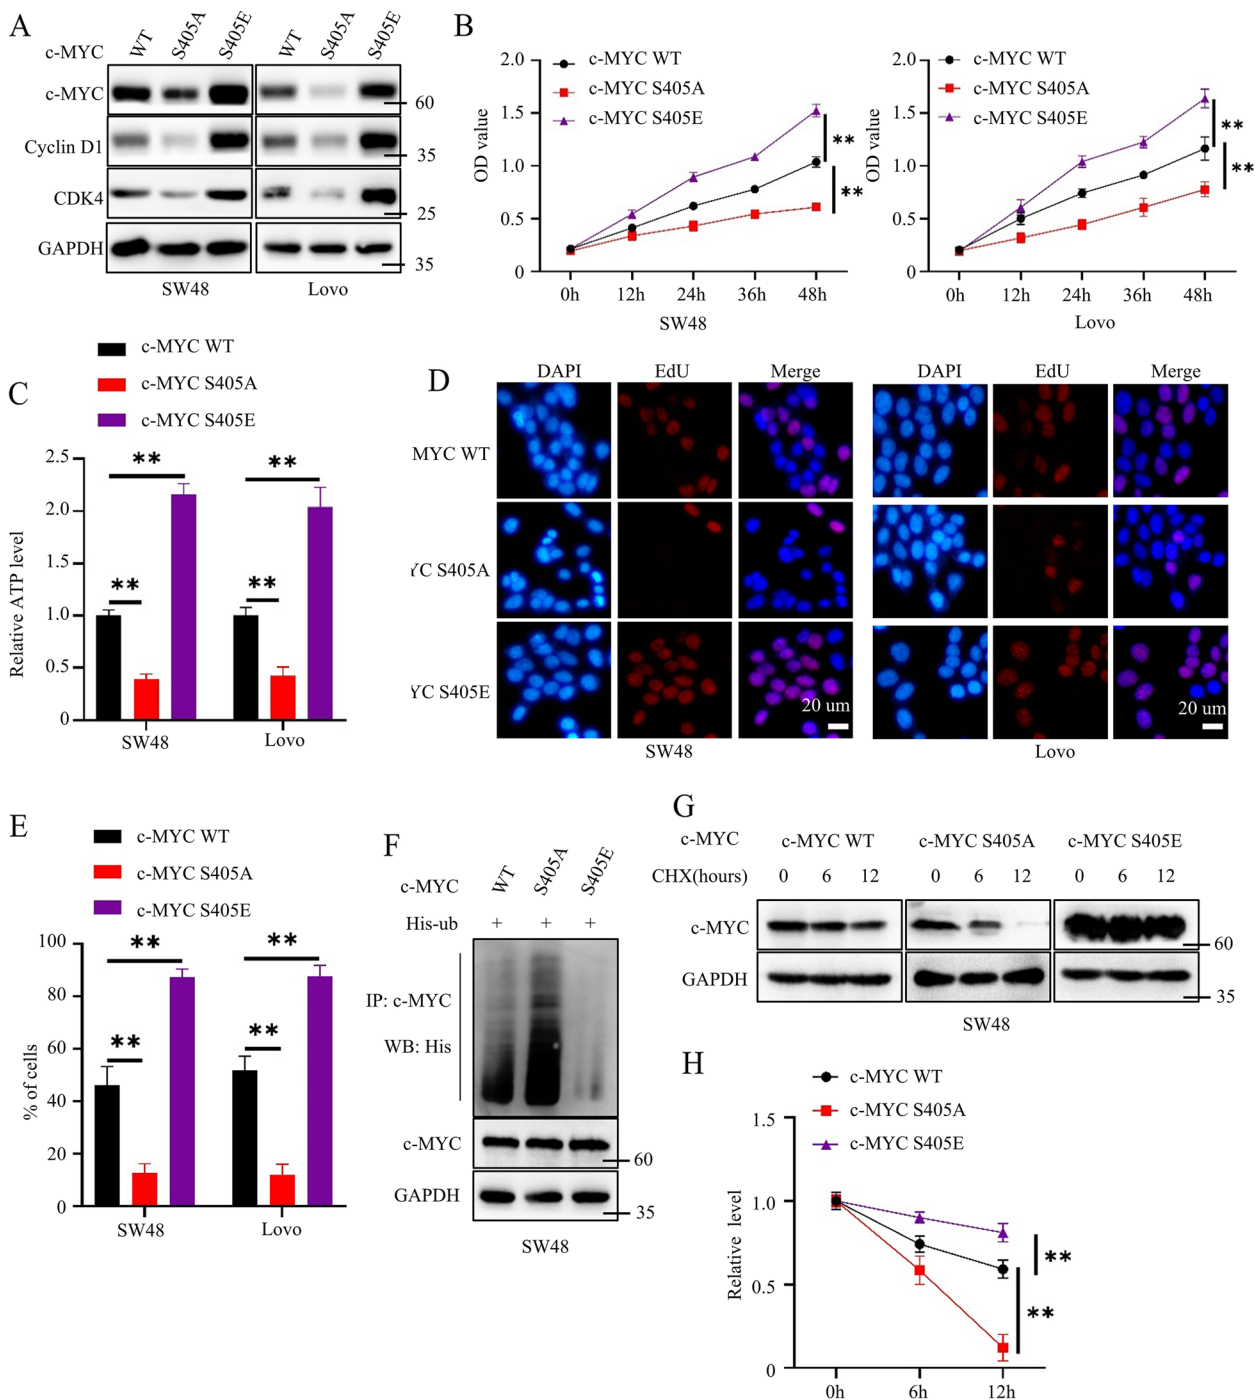 A
c-MYC WT S405A S405E WT S405A S405E
c-MYC
60
Cyclin D1
35
CDK4
25
GAPDH
35
SW48 Lovo
B
c-MYC WT
c-MYC S405A
c-MYC S405E
OD value
2.0
1.5
1.0
0.5
0
**
**
0h 12h 24h 36h 48h
SW48
c-MYC WT
c-MYC S405A
c-MYC S405E
OD value
2.0
1.5
1.0
0.5
0
**
**
0h 12h 24h 36h 48h
Lovo
C
c-MYC WT
c-MYC S405A
c-MYC S405E
Relative ATP level
2.5
2.0
1.5
1.0
0.5
0
** **
** **
SW48 Lovo
D
DAPI EdU Merge DAPI EdU Merge
MYC WT
YC S405A
YC S405E
20 um 20 um
SW48 Lovo
E
c-MYC WT
c-MYC S405A
c-MYC S405E
% of cells
100
80
60
40
20
0
** **
** **
SW48 Lovo
F
c-MYC WT S405A S405E
His-ub + + +
IP: c-MYC
WB: His
c-MYC
60
GAPDH
35
SW48
G
c-MYC c-MYC WT c-MYC S405A c-MYC S405E
CHX(hours) 0 6 12 0 6 12 0 6 12
c-MYC
60
GAPDH
35
SW48
H
c-MYC WT
c-MYC S405A
c-MYC S405E
Relative level
1.5
1.0
0.5
0
**
**
0h 6h 12h